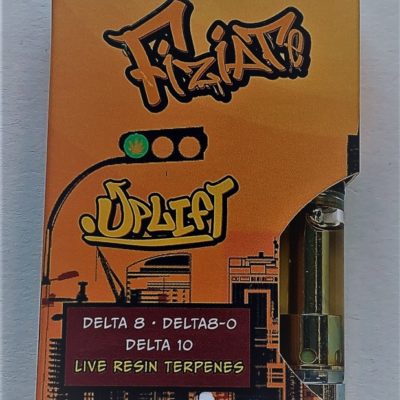 Fiziate
.UPLIFT
DELTA 8 · DELTA8-O
DELTA 10
LIVE RESIN TERPENES